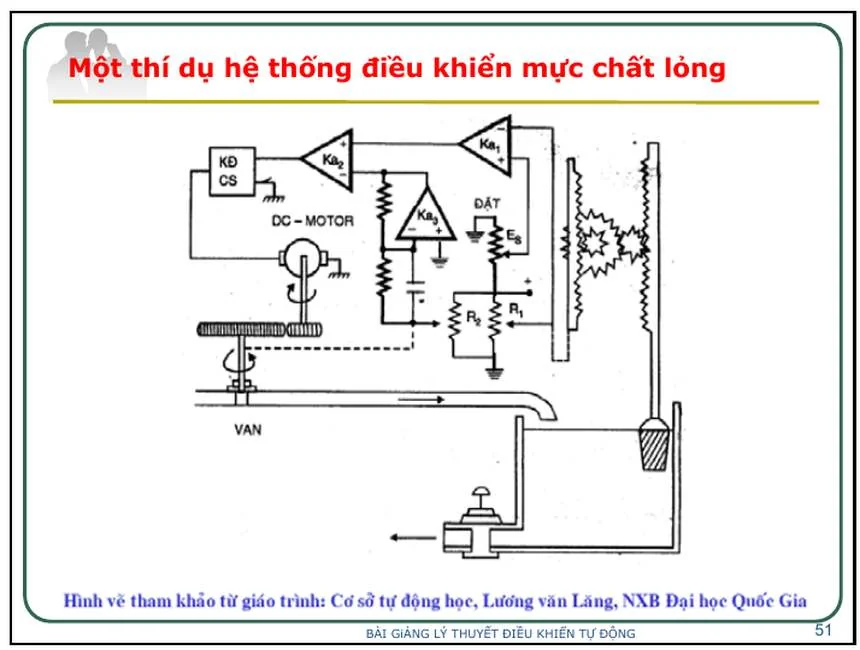 Một thí dụ hệ thống điều khiển mực chất lỏng
KĐ
CS
Ka2
Ka1
Ka3
ĐẶT
ES
DC – MOTOR
R2
R1
VAN
Hình vẽ tham khảo từ giáo trình: Cơ sở tự động học, Lương văn Lăng, NXB Đại học Quốc Gia
BÀI GIẢNG LÝ THUYẾT ĐIỀU KHIỂN TỰ ĐỘNG
51